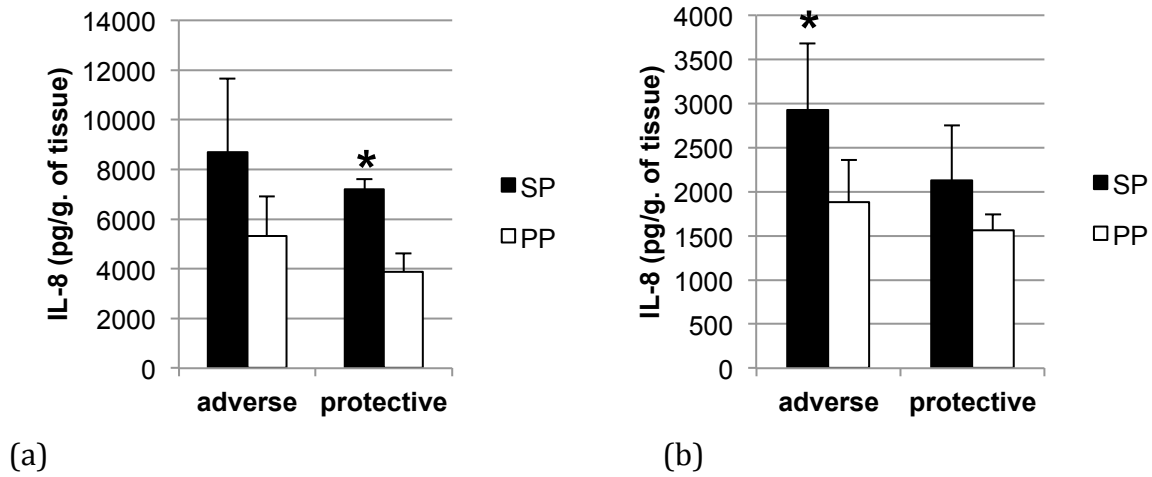 IL-8 (pg/g. of tissue)
14000
12000
10000
8000
6000
4000
2000
0
*
adverse protective
SP
PP
(a)
IL-8 (pg/g. of tissue)
4000
3500
3000
2500
2000
1500
1000
500
0
*
adverse protective
SP
PP
(b)